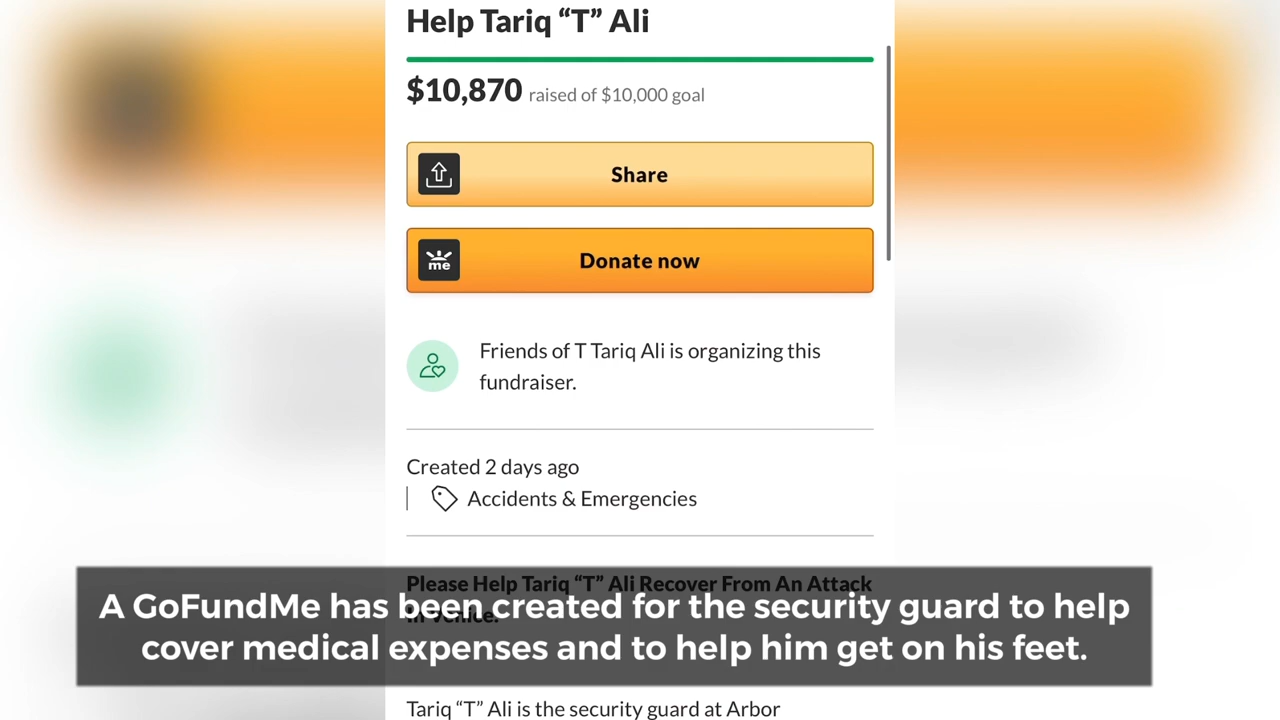 Help Tariq “T” Ali
$10,870 raised of $10,000 goal
Share
me
Donate now
Friends of T Tariq Ali is organizing this
fundraiser.
Created 2 days ago
Accidents & Emergencies
Please Help Tariq “T” Ali Recover From An Attack
in Venice.
A GoFundMe has been created for the security guard to help
cover medical expenses and to help him get on his feet.
Tariq “T” Ali is the security guard at Arbor